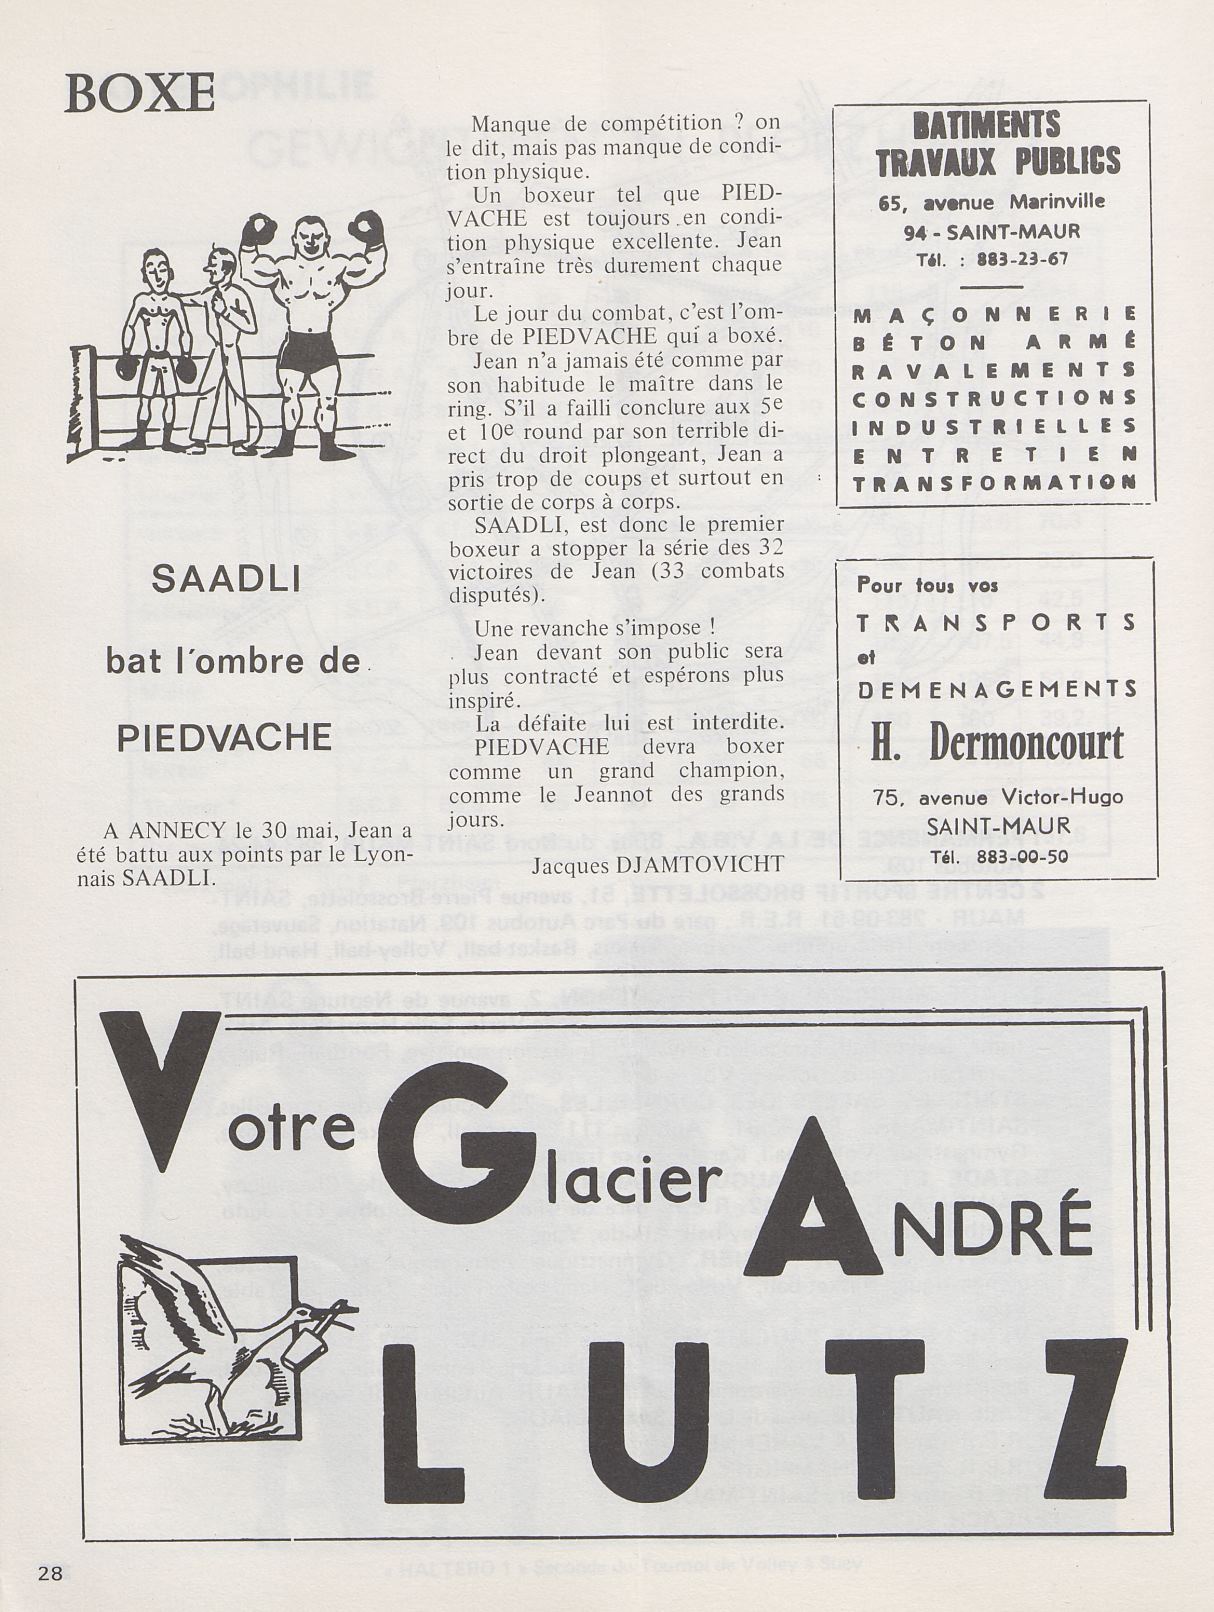 BOXE
SAADLI
bat l'ombre de
PIEDVACHE
A ANNECY le 30 mai, Jean a
été battu aux points par le Lyon-
nais SAADLI.
Manque de compétition ? on
le dit, mais pas manque de condi-
tion physique.
Un boxeur tel que PIED-
VACHE est toujours en condi-
tion physique excellente. Jean
s'entraîne très durement chaque
jour.
Le jour du combat, c'est l'om-
bre de PIEDVACHE qui a boxé.
Jean n'a jamais été comme par
son habitude le maître dans le
ring. S'il a failli conclure aux 5e
et 10e round par son terrible di-
rect du droit plongeant, Jean a
pris trop de coups et surtout en
sortie de corps à corps.
SAADLI, est donc le premier
boxeur a stopper la série des 32
victoires de Jean (33 combats
disputés).
Une revanche s'impose !
Jean devant son public sera
plus contracté et espérons plus
inspiré.
La défaite lui est interdite.
PIEDVACHE devra boxer
comme un grand champion,
comme le Jeannot des grands
jours.
Jacques DJAMTOVICHT
BATIMENTS
TRAVAUX PUBLICS
65, avenue Marinville
94 - SAINT-MAUR
Tél. : 883-23-67
MAÇONNERIE
BÉTON ARMÉ
RAVALEMENTS
CONSTRUCTIONS
INDUSTRIELLES
ENTRETIEN
TRANSFORMATION
Pour tous vos
TRANSPORTS
et
DEMENAGEMENTS
H. Dermoncourt
75, avenue Victor-Hugo
SAINT-MAUR
Tél. 883-00-50
Votre
Glacier
ANDRÉ
LUTZ
28